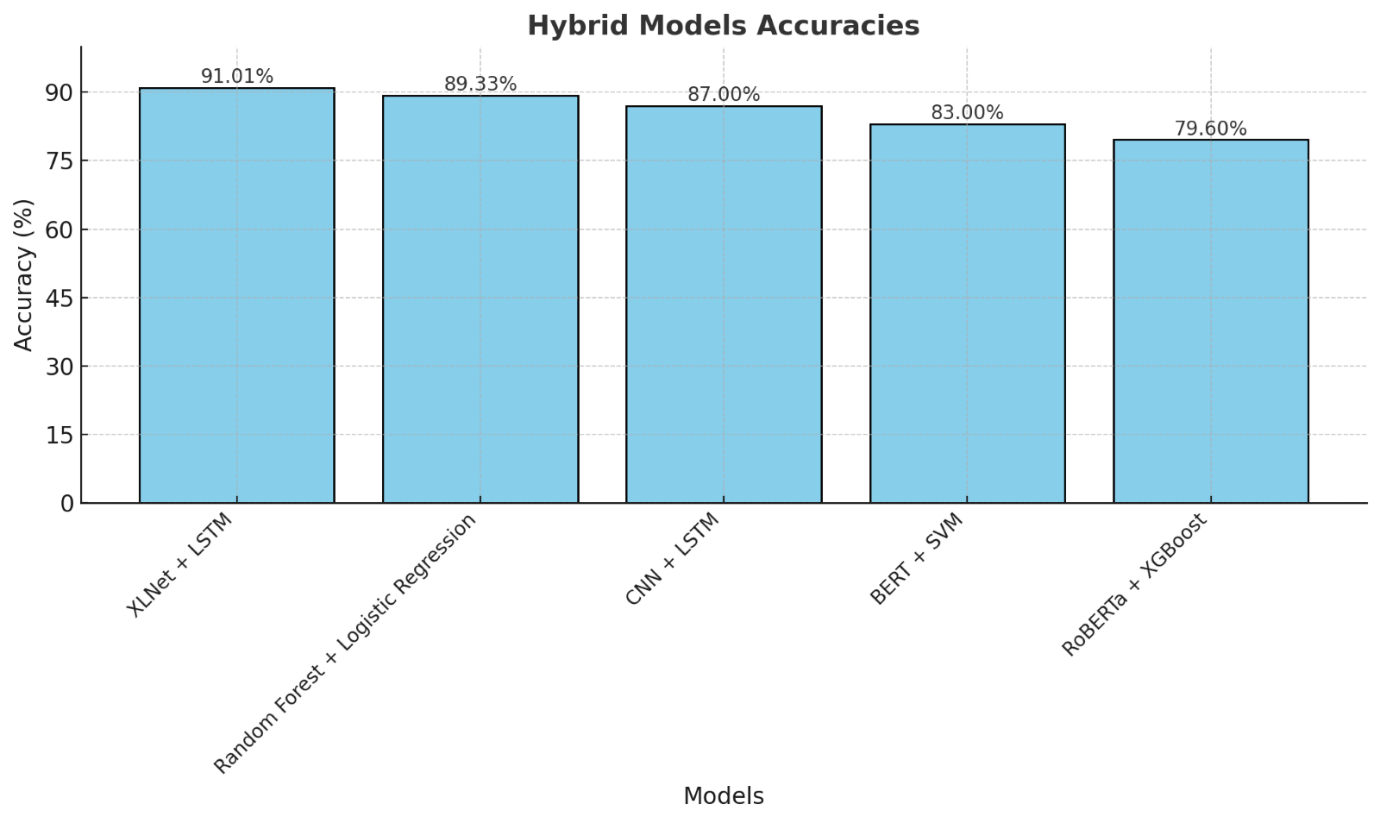 Hybrid Models Accuracies
91.01%
89.33%
87.00%
83.00%
79.60%
90
75
60
45
30
15
0
Accuracy (%)
XLNet + LSTM
Random Forest + Logistic Regression
CNN + LSTM
BERT + SVM
RoBERTa + XGBoost
Models